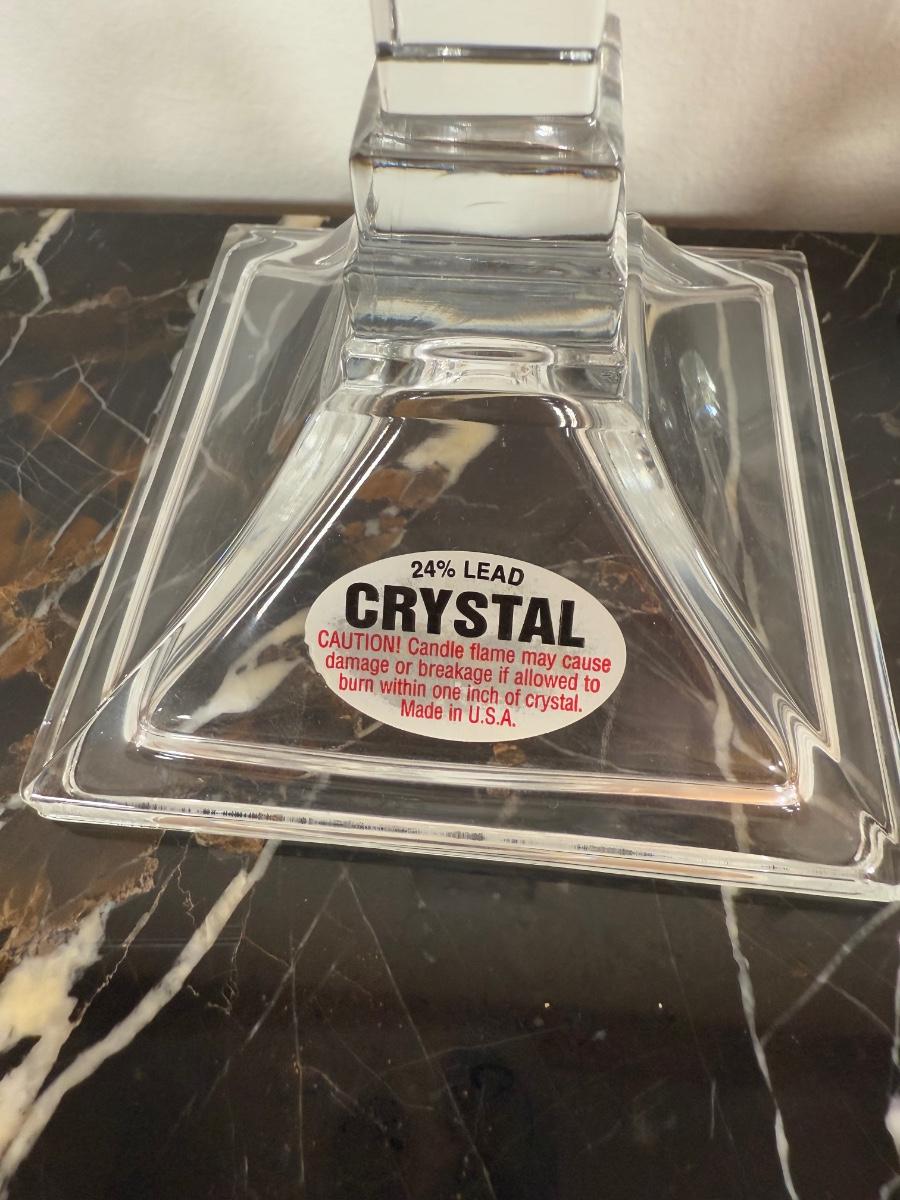 24% LEAD
CRYSTAL
CAUTION! Candle flame may cause
damage or breakage if allowed to
burn within one inch of crystal.
Made in U.S.A.